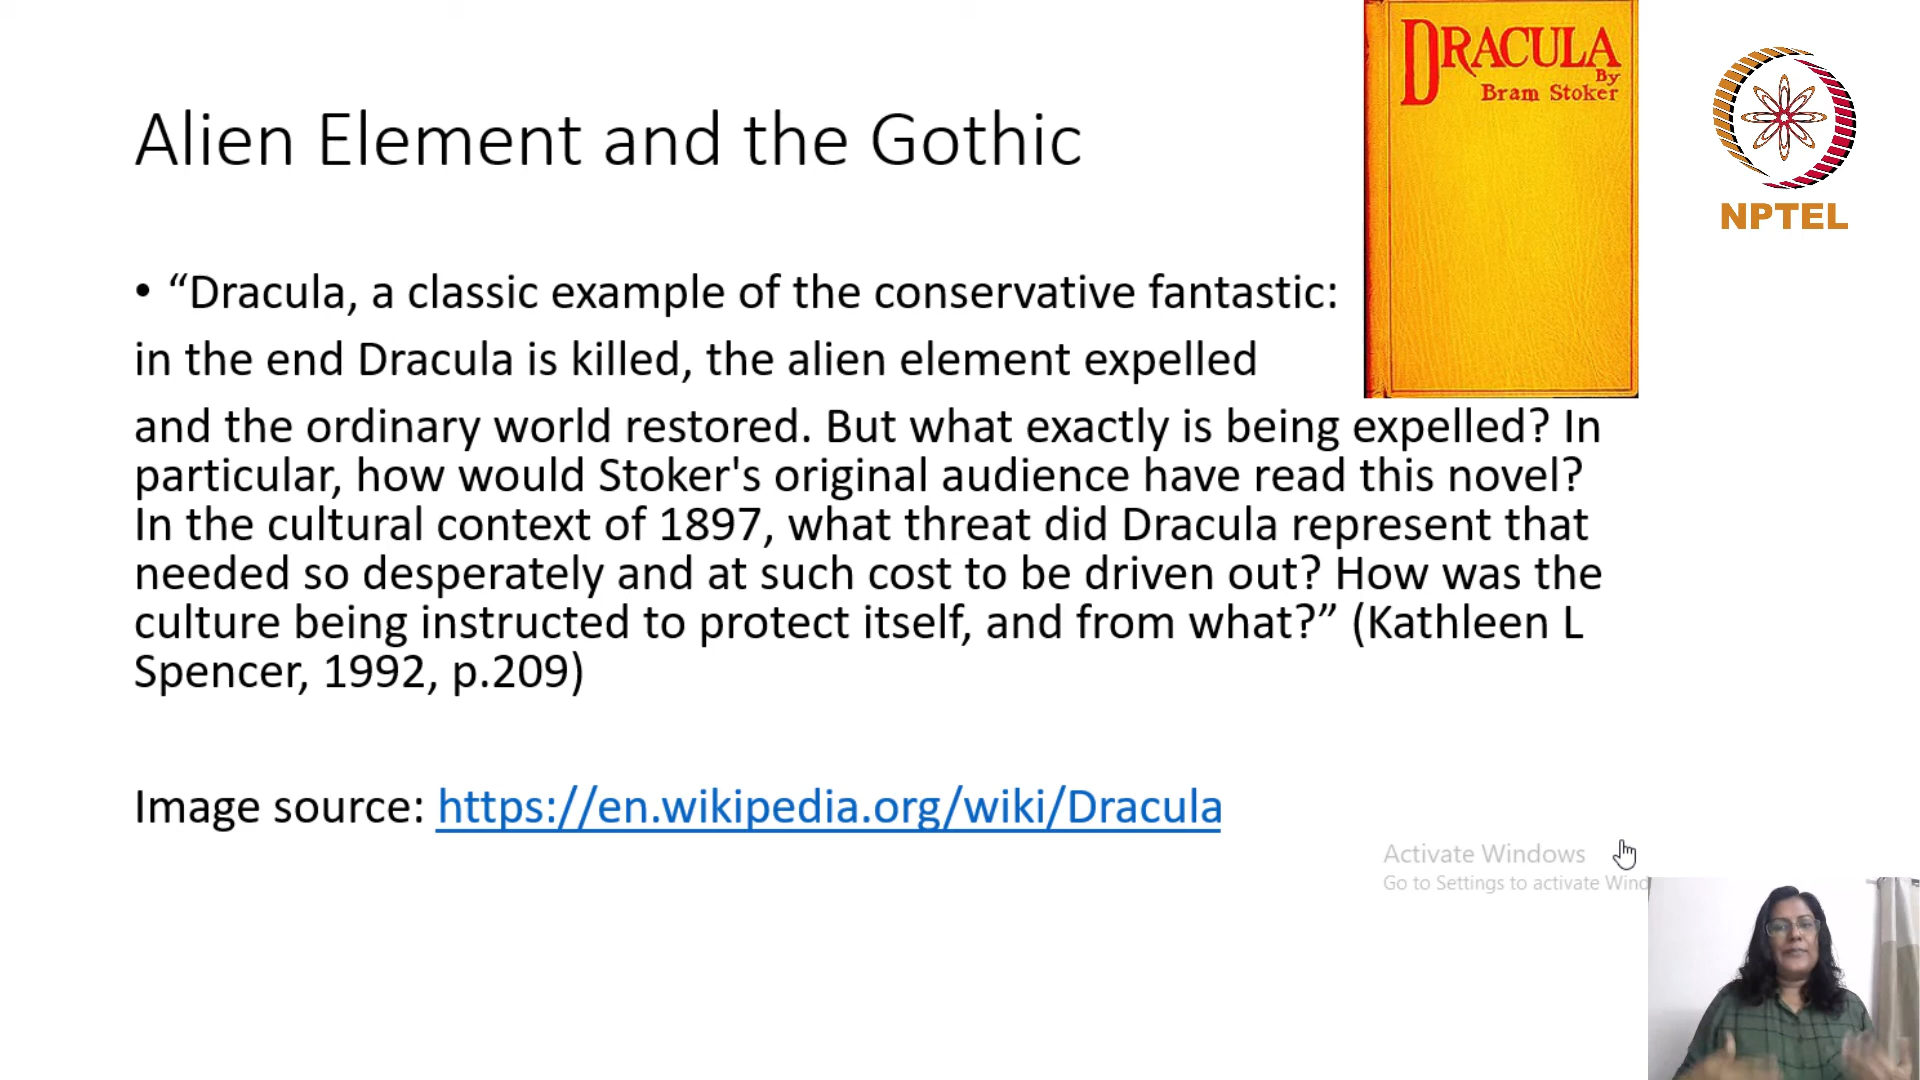 DRACULA
By
Bram Stoker
NPTEL
Alien Element and the Gothic
• “Dracula, a classic example of the conservative fantastic:
in the end Dracula is killed, the alien element expelled
and the ordinary world restored. But what exactly is being expelled? In
particular, how would Stoker's original audience have read this novel?
In the cultural context of 1897, what threat did Dracula represent that
needed so desperately and at such cost to be driven out? How was the
culture being instructed to protect itself, and from what?” (Kathleen L
Spencer, 1992, p.209)
Image source: https://en.wikipedia.org/wiki/Dracula
Activate Windows
Go to Settings to activate Wind